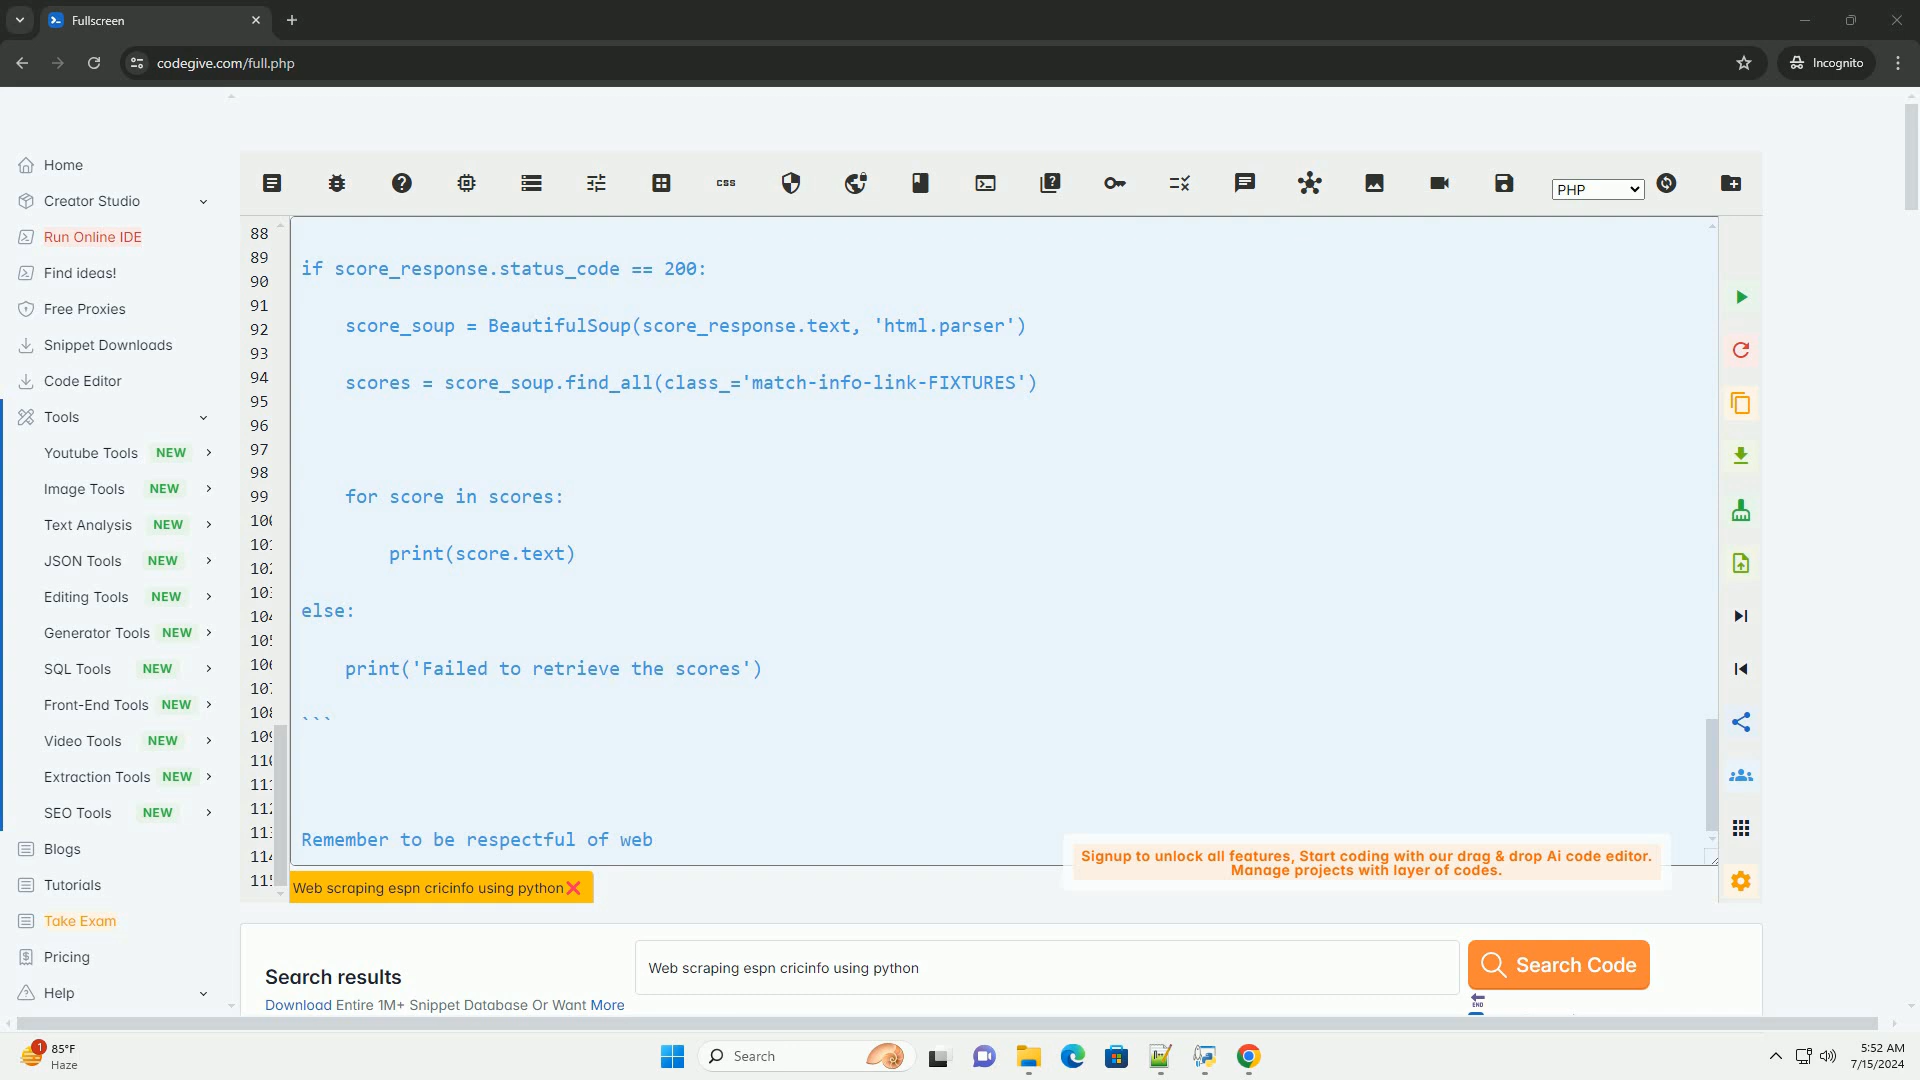 Fullscreen
codegive.com/full.php
Incognito
Home
Creator Studio
Run Online IDE
Find ideas!
Free Proxies
Snippet Downloads
Code Editor
Tools
Youtube Tools NEW
Image Tools NEW
Text Analysis NEW
JSON Tools NEW
Editing Tools NEW
Generator Tools NEW
SQL Tools NEW
Front-End Tools NEW
Video Tools NEW
Extraction Tools NEW
SEO Tools NEW
Blogs
Tutorials
Take Exam
Pricing
Help
css
PHP
88
89
90
91
92
93
94
95
96
97
98
99
if score_response.status_code == 200:
score_soup = BeautifulSoup(score_response.text, 'html.parser')
scores = score_soup.find_all(class_='match-info-link-FIXTURES')
for score in scores:
print(score.text)
else:
print('Failed to retrieve the scores')
```
Remember to be respectful of web
Signup to unlock all features, Start coding with our drag & drop Ai code editor.
Manage projects with layer of codes.
Web scraping espn cricinfo using python
Search results
Download Entire 1M+ Snippet Database Or Want More
Web scraping espn cricinfo using python
Search Code
END
1
85°F
Haze
Search
5:52 AM
7/15/2024